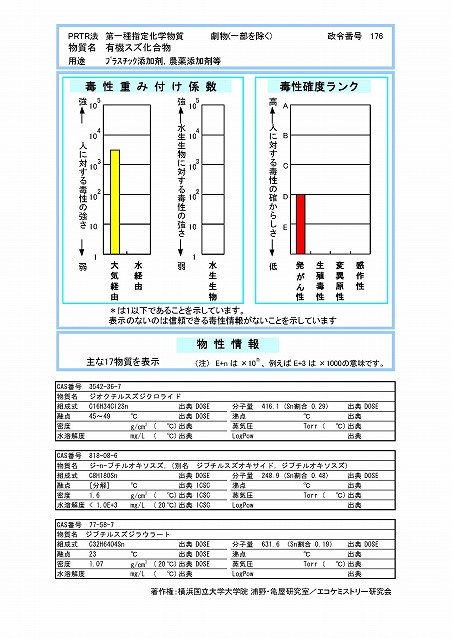 PRTR法 第一種指定化学物質 劇物(一部を除く) 政令番号 176
物質名 有機スズ化合物
用途 プラスチック添加剤, 農薬添加剤等
毒性重み付け係数
強 人に対する毒性の強さ 弱
10⁵
10⁴
10³
10²
10
1
大気経由
水経由
強 水生生物に対する毒性の強さ 弱
10⁵
10⁴
10³
10²
10
1
水生生物
毒性確度ランク
高 人に対する毒性の確からしさ 低
A
B
C
D
E
発がん性
生殖毒性
変異原性
感作性
*は1以下であることを示しています。
表示のないのは信頼できる毒性情報がないことを示しています
物性情報
主な17物質を表示 (注) E+n は ×10ⁿ 、例えば E+3 は ×1000の意味です。
CAS番号 3542-36-7
物質名 ジオクチルスズジクロライド
組成式 C16H34Cl2Sn 出典 DOSE 分子量 416.1 (Sn割合 0.29) 出典 DOSE
融点 45～49 ℃ 出典 DOSE 沸点 ℃ 出典
密度 g/cm³ ( ℃) 出典 蒸気圧 Torr ( ℃) 出典
水溶解度 mg/L ( ℃) 出典 LogPow 出典
CAS番号 818-08-6
物質名 ジ-n-ブチルオキソスズ, (別名 ジブチルスズオキサイド, ジブチルオキソスズ,)
組成式 C8H18OSn 出典 DOSE 分子量 248.9 (Sn割合 0.48) 出典 DOSE
融点 [分解] ℃ 出典 ICSC 沸点 ℃ 出典
密度 1.6 g/cm³ ( ℃) 出典 ICSC 蒸気圧 Torr ( ℃) 出典
水溶解度 < 1.0E+3 mg/L (20℃) 出典 ICSC LogPow 出典
CAS番号 77-58-7
物質名 ジブチルスズジラウラート
組成式 C32H64O4Sn 出典 DOSE 分子量 631.6 (Sn割合 0.19) 出典 DOSE
融点 23 ℃ 出典 DOSE 沸点 ℃ 出典
密度 1.07 g/cm³ (20℃) 出典 DOSE 蒸気圧 Torr ( ℃) 出典
水溶解度 mg/L ( ℃) 出典 LogPow 出典
著作権:横浜国立大学大学院 浦野・亀屋研究室/エコケミストリー研究会